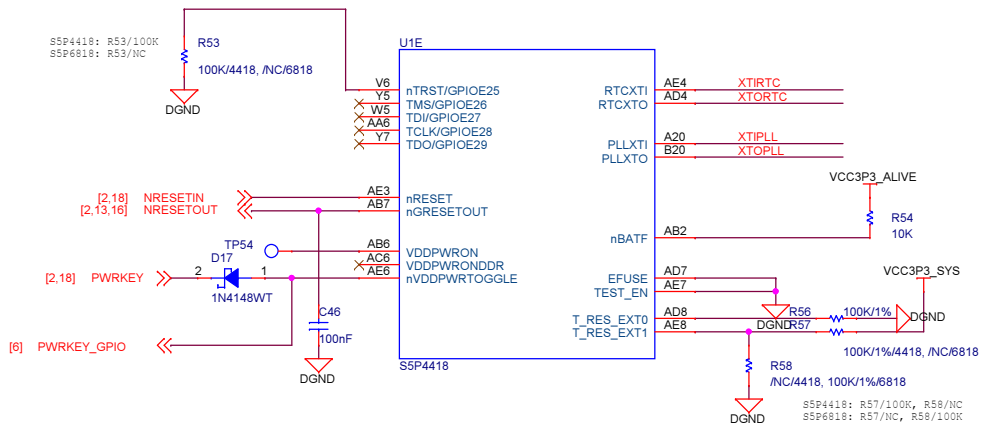 S5P4418: R53/100K
S5P6818: R53/NC
R53
100K/4418, /NC/6818
DGND
U1E
V6 nTRST/GPIOE25
Y5 TMS/GPIOE26
W5 TDI/GPIOE27
AA6 TCLK/GPIOE28
Y7 TDO/GPIOE29
RTCXTI AE4 XTIRTC
RTCXTO AD4 XTORTC
PLLXTI A20 XTIPLL
PLLXTO B20 XTOPLL
[2,18] NRESETIN AE3 nRESET
[2,13,16] NRESETOUT AB7 nGRESETOUT
VCC3P3_ALIVE
R54
10K
nBATF AB2
TP54 AB6 VDDPWRON
AC6 VDDPWRONDDR
D17
[2,18] PWRKEY 2 1 AE6 nVDDPWRTOGGLE
1N4148WT
EFUSE AD7
TEST_EN AE7
VCC3P3_SYS
DGND
T_RES_EXT0 AD8 R56 100K/1% DGND
T_RES_EXT1 AE8 R57
100K/1%/4418, /NC/6818
C46
100nF
DGND
[6] PWRKEY_GPIO
S5P4418
R58
/NC/4418, 100K/1%/6818
DGND
S5P4418: R57/100K, R58/NC
S5P6818: R57/NC, R58/100K